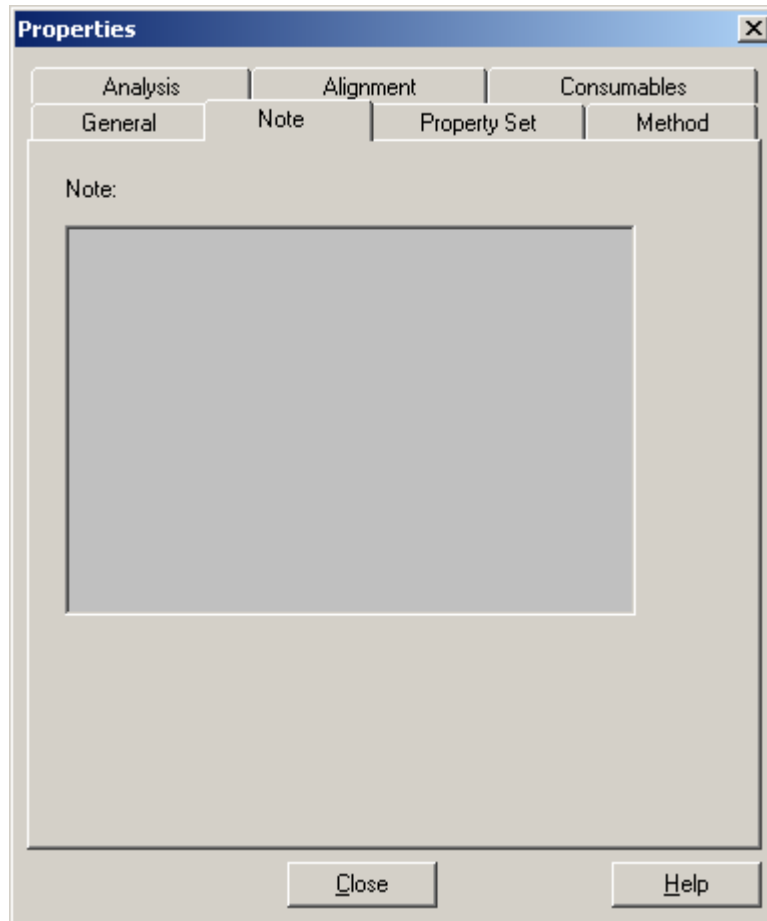 Properties
Analysis Alignment Consumables
General Note Property Set Method
Note:
Close Help